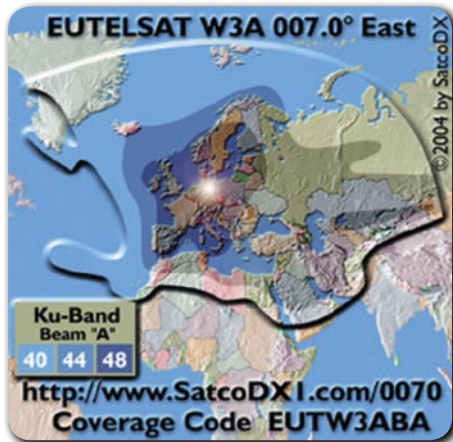 EUTELSAT W3A 007.0° East
©2004 by SatcoDX
Ku-Band
Beam "A"
40 44 48
http://www.SatcoDX1.com/0070
Coverage Code EUTW3ABA